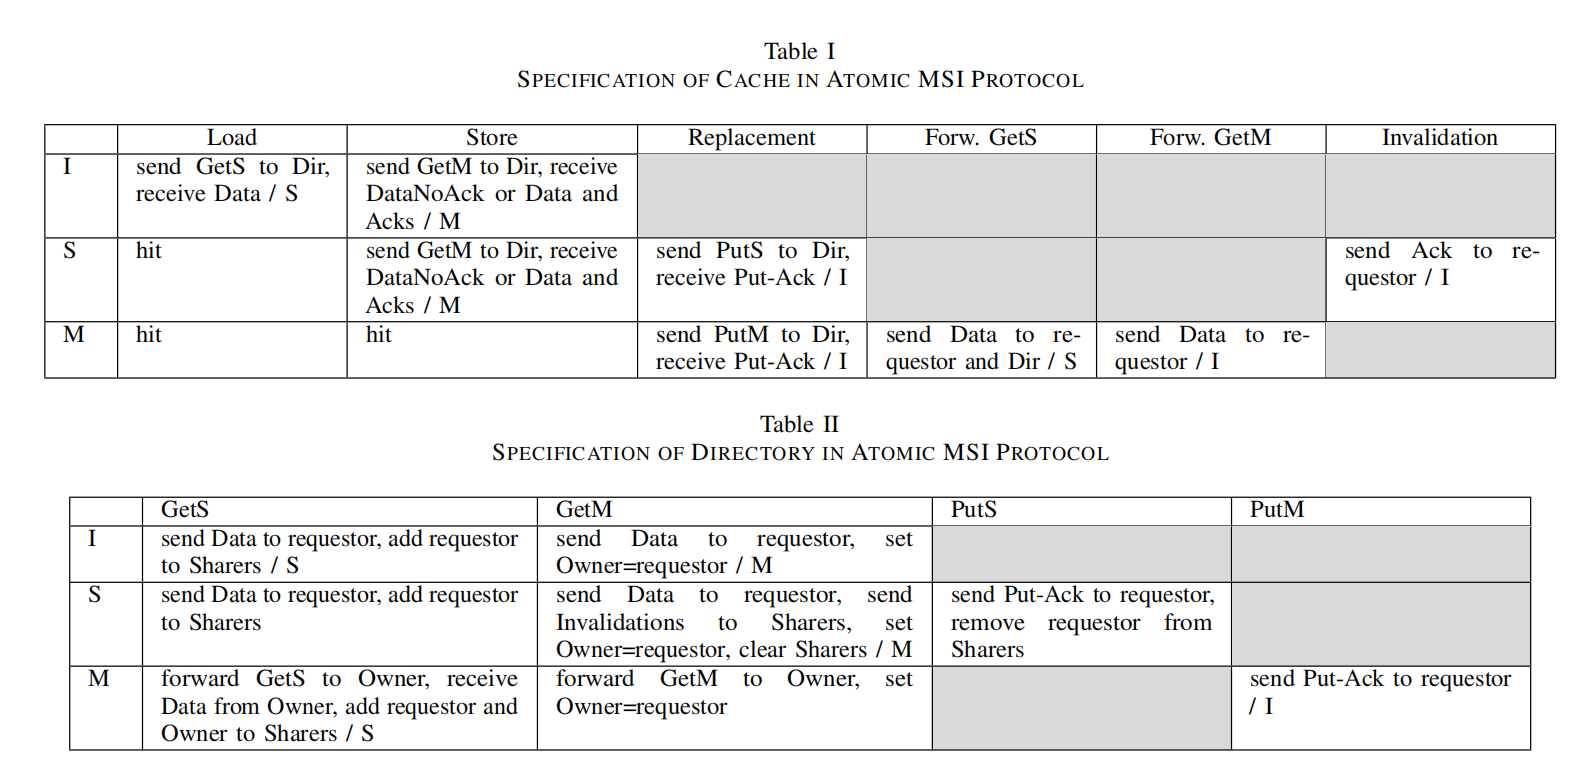 Table I
SPECIFICATION OF CACHE IN ATOMIC MSI PROTOCOL
Load Store Replacement Forw. GetS Forw. GetM Invalidation
I send GetS to Dir, receive Data / S send GetM to Dir, receive DataNoAck or Data and Acks / M
S hit send GetM to Dir, receive DataNoAck or Data and Acks / M send PutS to Dir, receive Put-Ack / I send Ack to re-questor / I
M hit hit send PutM to Dir, receive Put-Ack / I send Data to re-questor and Dir / S send Data to re-questor / I
Table II
SPECIFICATION OF DIRECTORY IN ATOMIC MSI PROTOCOL
GetS GetM PutS PutM
I send Data to requestor, add requestor to Sharers / S send Data to requestor, set Owner=requestor / M
S send Data to requestor, add requestor to Sharers send Data to requestor, send Invalidations to Sharers, set Owner=requestor, clear Sharers / M send Put-Ack to requestor, remove requestor from Sharers
M forward GetS to Owner, receive Data from Owner, add requestor and Owner to Sharers / S forward GetM to Owner, set Owner=requestor send Put-Ack to requestor / I